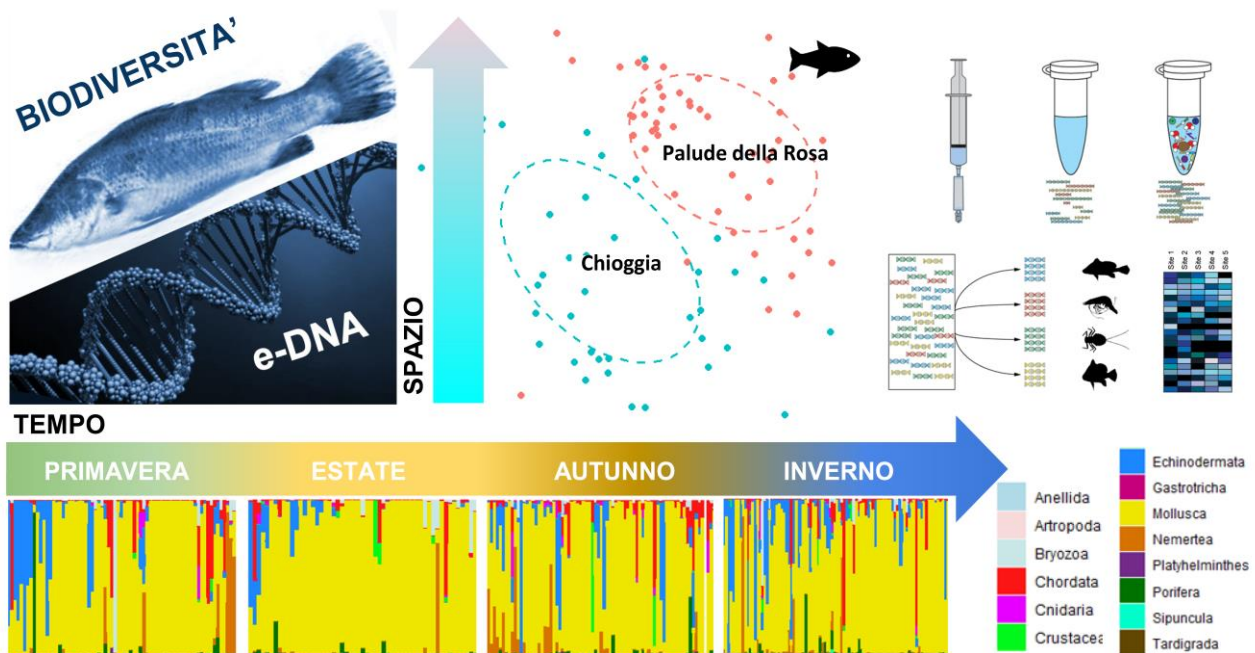 BIODIVERSITA'
e-DNA
SPAZIO
Palude della Rosa
Chioggia
Site 1
Site 2
Site 3
Site 4
Site 5
TEMPO
PRIMAVERA
ESTATE
AUTUNNO
INVERNO
Anellida
Artropoda
Bryozoa
Chordata
Cnidaria
Crustacea
Echinodermata
Gastrotricha
Mollusca
Nemertea
Platyhelminthes
Porifera
Sipuncula
Tardigrada